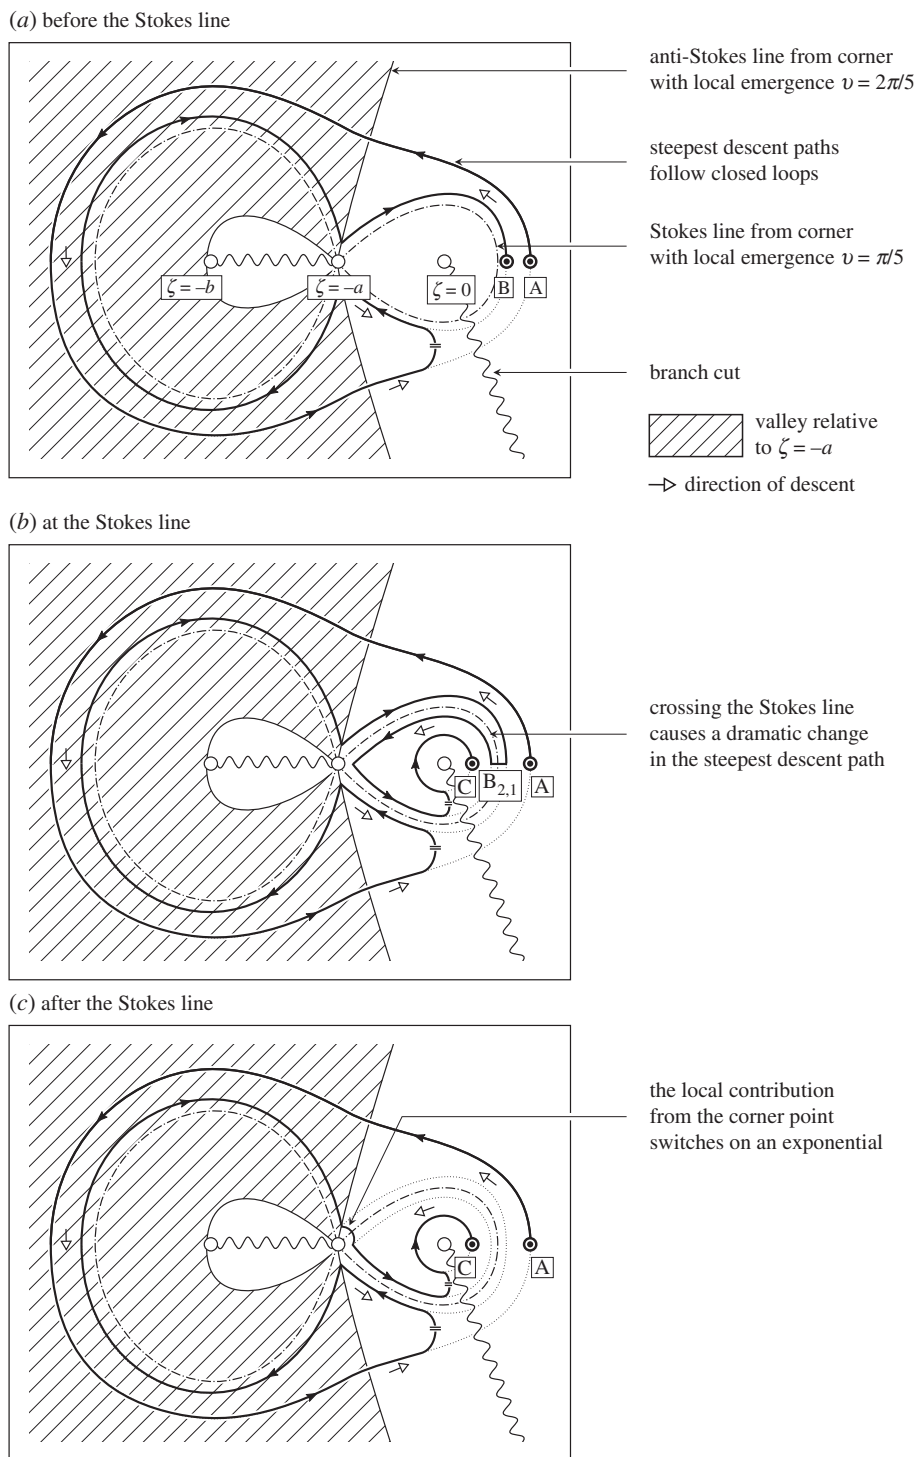 (a) before the Stokes line
anti-Stokes line from corner
with local emergence υ = 2π/5
steepest descent paths
follow closed loops
Stokes line from corner
with local emergence υ = π/5
ζ = –b
ζ = –a
ζ = 0
B
A
branch cut
valley relative
to ζ = –a
direction of descent
(b) at the Stokes line
C
B2,1
A
crossing the Stokes line
causes a dramatic change
in the steepest descent path
(c) after the Stokes line
the local contribution
from the corner point
switches on an exponential
C
A